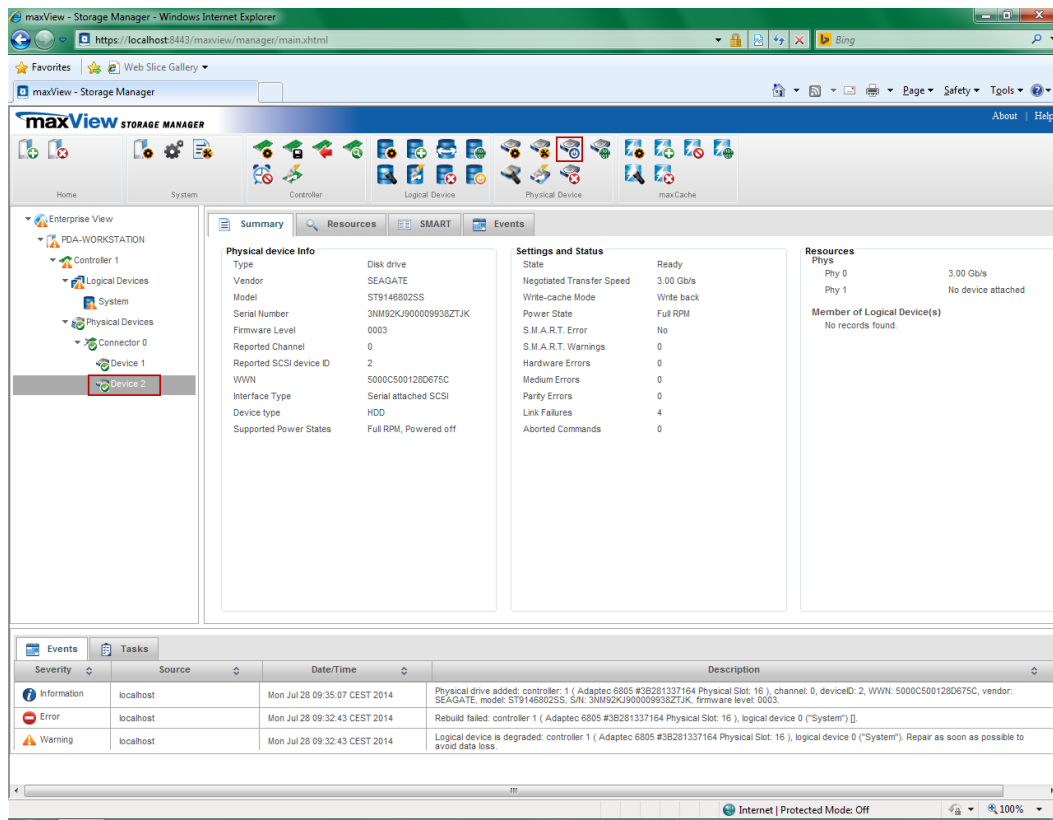 maxView - Storage Manager - Windows Internet Explorer
https://localhost:8443/maxview/manager/main.xhtml
Bing
Favorites
Web Slice Gallery
maxView - Storage Manager
Page
Safety
Tools
maxView STORAGE MANAGER
About | Help
Home
System
Controller
Logical Device
Physical Device
maxCache
Enterprise View
PDA-WORKSTATION
Controller 1
Logical Devices
System
Physical Devices
Connector 0
Device 1
Device 2
Summary
Resources
SMART
Events
Physical device Info
Type Disk drive
Vendor SEAGATE
Model ST9146802SS
Serial Number 3NM92KJ900009938ZTJK
Firmware Level 0003
Reported Channel 0
Reported SCSI device ID 2
WWN 5000C500128D675C
Interface Type Serial attached SCSI
Device type HDD
Supported Power States Full RPM, Powered off
Settings and Status
State Ready
Negotiated Transfer Speed 3.00 Gb/s
Write-cache Mode Write back
Power State Full RPM
S.M.A.R.T. Error No
S.M.A.R.T. Warnings 0
Hardware Errors 0
Medium Errors 0
Parity Errors 0
Link Failures 4
Aborted Commands 0
Resources
Phys
Phy 0 3.00 Gb/s
Phy 1 No device attached
Member of Logical Device(s)
No records found.
Events
Tasks
Severity Source Date/Time Description
Information localhost Mon Jul 28 09:35:07 CEST 2014 Physical drive added: controller: 1 ( Adaptec 6805 #3B281337164 Physical Slot: 16 ), channel: 0, deviceID: 2, WWN: 5000C500128D675C, vendor:
SEAGATE, model: ST9146802SS, S/N: 3NM92KJ900009938ZTJK, firmware level: 0003.
Error localhost Mon Jul 28 09:32:43 CEST 2014 Rebuild failed: controller 1 ( Adaptec 6805 #3B281337164 Physical Slot: 16 ), logical device 0 ("System") [].
Warning localhost Mon Jul 28 09:32:43 CEST 2014 Logical device is degraded: controller 1 ( Adaptec 6805 #3B281337164 Physical Slot: 16 ), logical device 0 ("System"). Repair as soon as possible to
avoid data loss.
Internet | Protected Mode: Off
100%